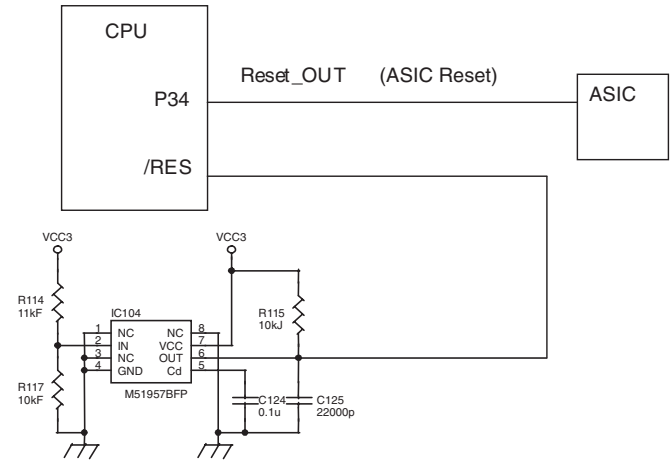 CPU
Reset_OUT (ASIC Reset)
P34
ASIC
/RES
VCC3
VCC3
R114
11kF
IC104
R115
10kJ
1 NC NC 8
2 IN VCC 7
3 NC OUT 6
4 GND Cd 5
R117
10kF
M51957BFP
C124
0.1u
C125
22000p